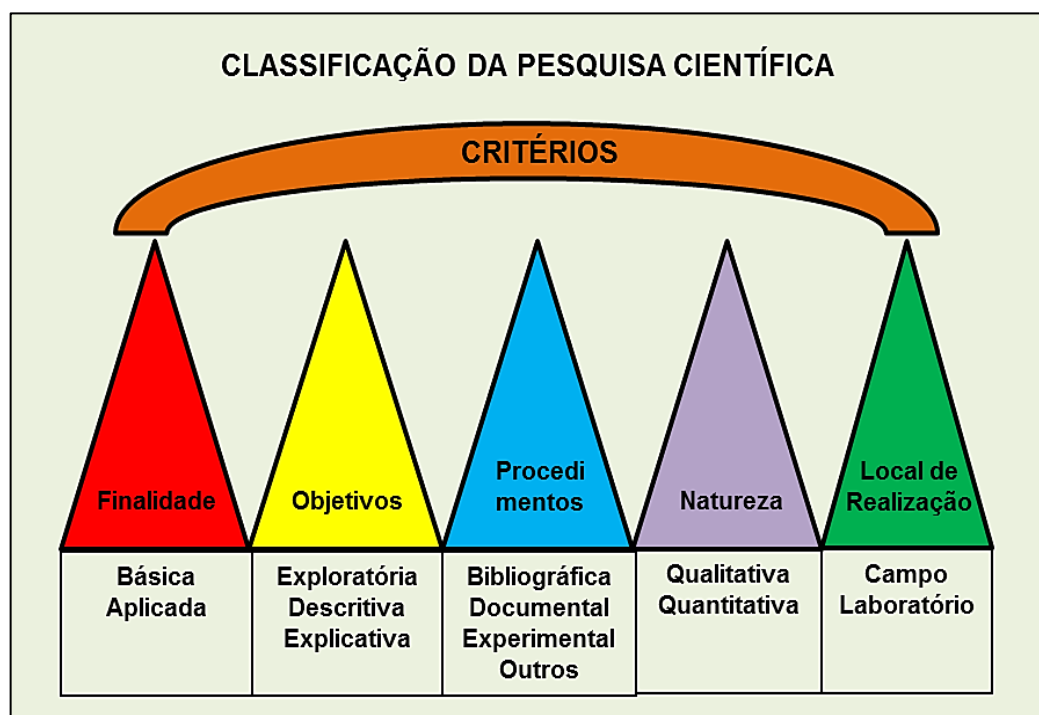 CLASSIFICAÇÃO DA PESQUISA CIENTÍFICA
CRITÉRIOS
Finalidade
Objetivos
Procedi
mentos
Natureza
Local de
Realização
Básica
Aplicada
Exploratória
Descritiva
Explicativa
Bibliográfica
Documental
Experimental
Outros
Qualitativa
Quantitativa
Campo
Laboratório